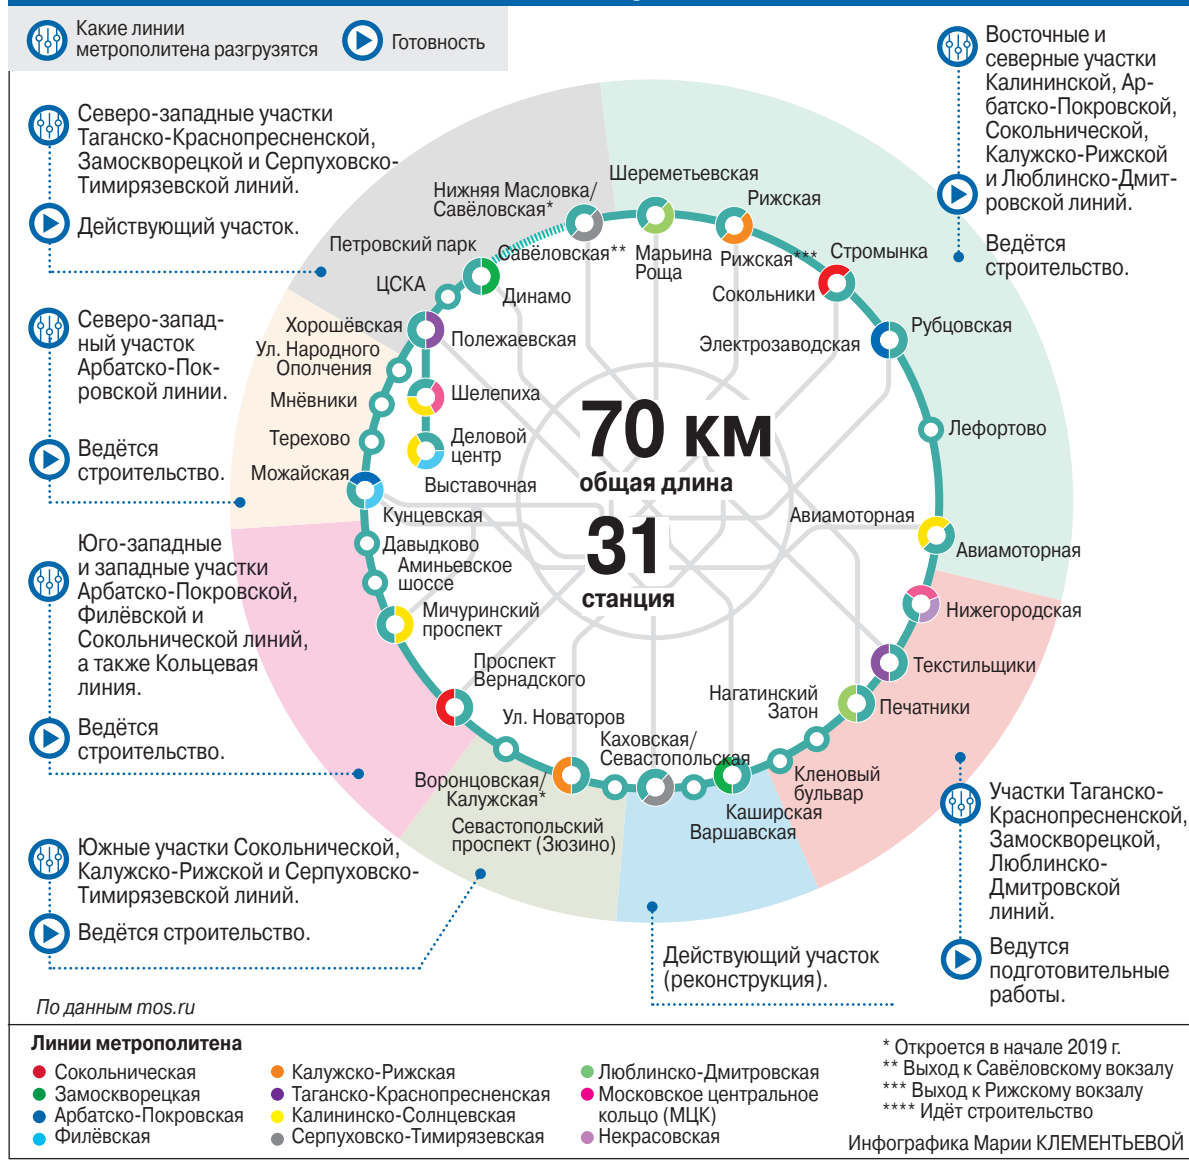 Какие линии
метрополитена разгрузятся
Готовность
Северо-западные участки
Таганско-Краснопресненской,
Замоскворецкой и Серпуховско-
Тимирязевской линий.
Действующий участок.
Северо-запад-
ный участок
Арбатско-Пок-
ровской линии.
Ведётся
строительство.
Юго-западные
и западные участки
Арбатско-Покровской,
Филёвской и
Сокольнической линий,
а также Кольцевая
линия.
Ведётся
строительство.
Южные участки Сокольнической,
Калужско-Рижской и Серпуховско-
Тимирязевской линий.
Ведётся строительство.
Восточные и
северные участки
Калининской, Ар-
батско-Покровской,
Сокольнической,
Калужско-Рижской
и Люблинско-Дмит-
ровской линий.
Ведётся
строительство.
Участки Таганско-
Краснопресненской,
Замоскворецкой,
Люблинско-
Дмитровской
линий.
Ведутся
подготовительные
работы.
Действующий участок
(реконструкция).
Нижняя Масловка/
Савёловская*
Шереметьевская
Рижская
Петровский парк
Савёловская**
Марьина
Роща
Рижская***
Стромынка
ЦСКА
Динамо
Сокольники
Хорошёвская
Полежаевская
Электрозаводская
Рубцовская
Ул. Народного
Ополчения
Мнёвники
Шелепиха
Терехово
Деловой
центр
Лефортово
Можайская
Выставочная
Кунцевская
Авиамоторная
Давыдково
Авиамоторная
Аминьевское
шоссе
Мичуринский
проспект
Нижегородская
Проспект
Вернадского
Текстильщики
Нагатинский
Затон
Печатники
Ул. Новаторов
Каховская/
Севастопольская
Воронцовская/
Калужская*
Кленовый
бульвар
Каширская
Варшавская
Севастопольский
проспект (Зюзино)
70 км
общая длина
31
станция
По данным mos.ru
Линии метрополитена
Сокольническая
Замоскворецкая
Арбатско-Покровская
Филёвская
Калужско-Рижская
Таганско-Краснопресненская
Калининско-Солнцевская
Серпуховско-Тимирязевская
Люблинско-Дмитровская
Московское центральное
кольцо (МЦК)
Некрасовская
* Откроется в начале 2019 г.
** Выход к Савёловскому вокзалу
*** Выход к Рижскому вокзалу
**** Идёт строительство
Инфографика Марии КЛЕМЕНТЬЕВОЙ